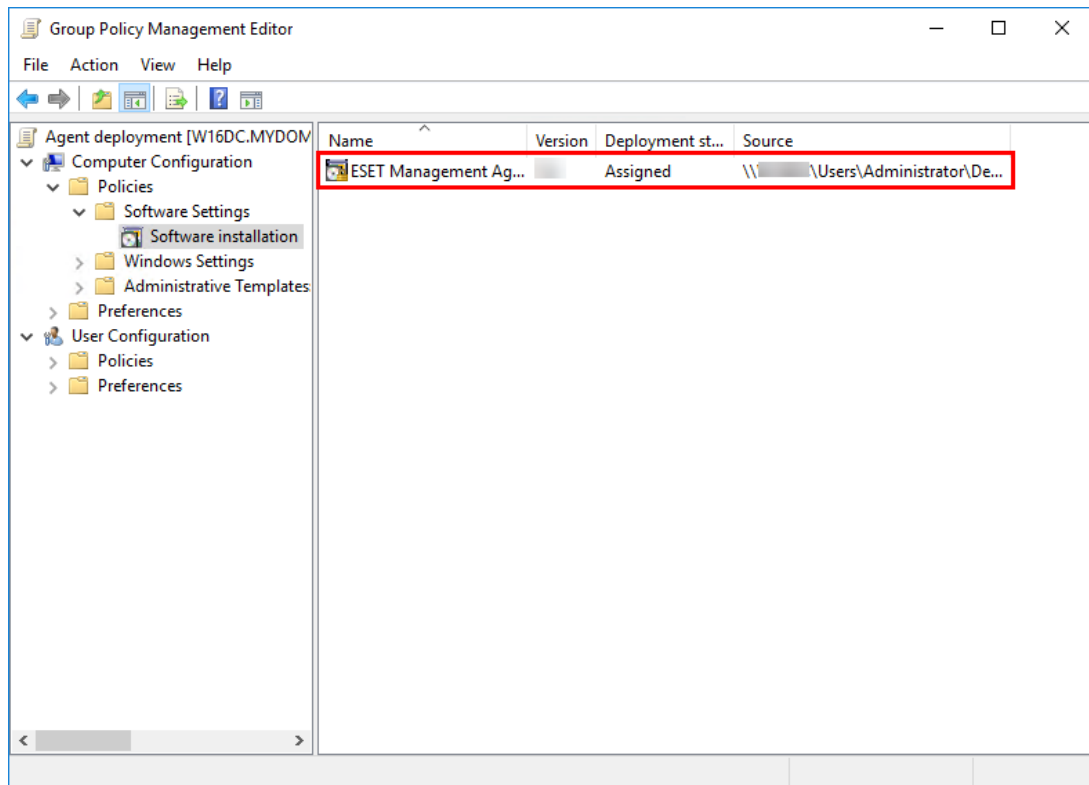 Group Policy Management Editor
File Action View Help
Agent deployment [W16DC.MYDOM
Computer Configuration
Policies
Software Settings
Software installation
Windows Settings
Administrative Templates
Preferences
User Configuration
Policies
Preferences
Name Version Deployment st... Source
ESET Management Ag... Assigned \\ \Users\Administrator\De...